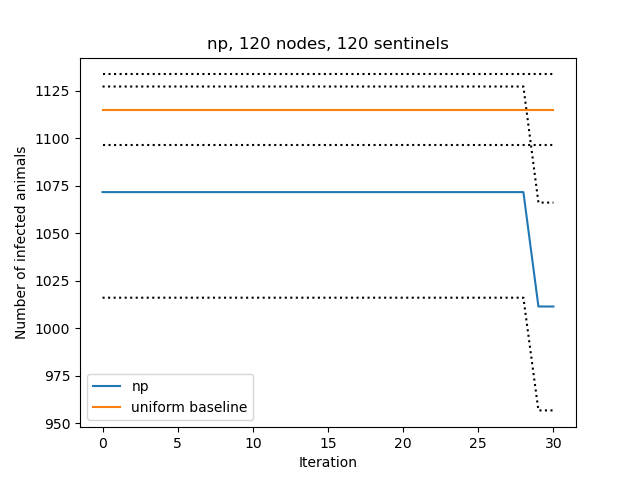 np, 120 nodes, 120 sentinels
Number of infected animals
1125
1100
1075
1050
1025
1000
975
950
np
uniform baseline
0 5 10 15 20 25 30
Iteration